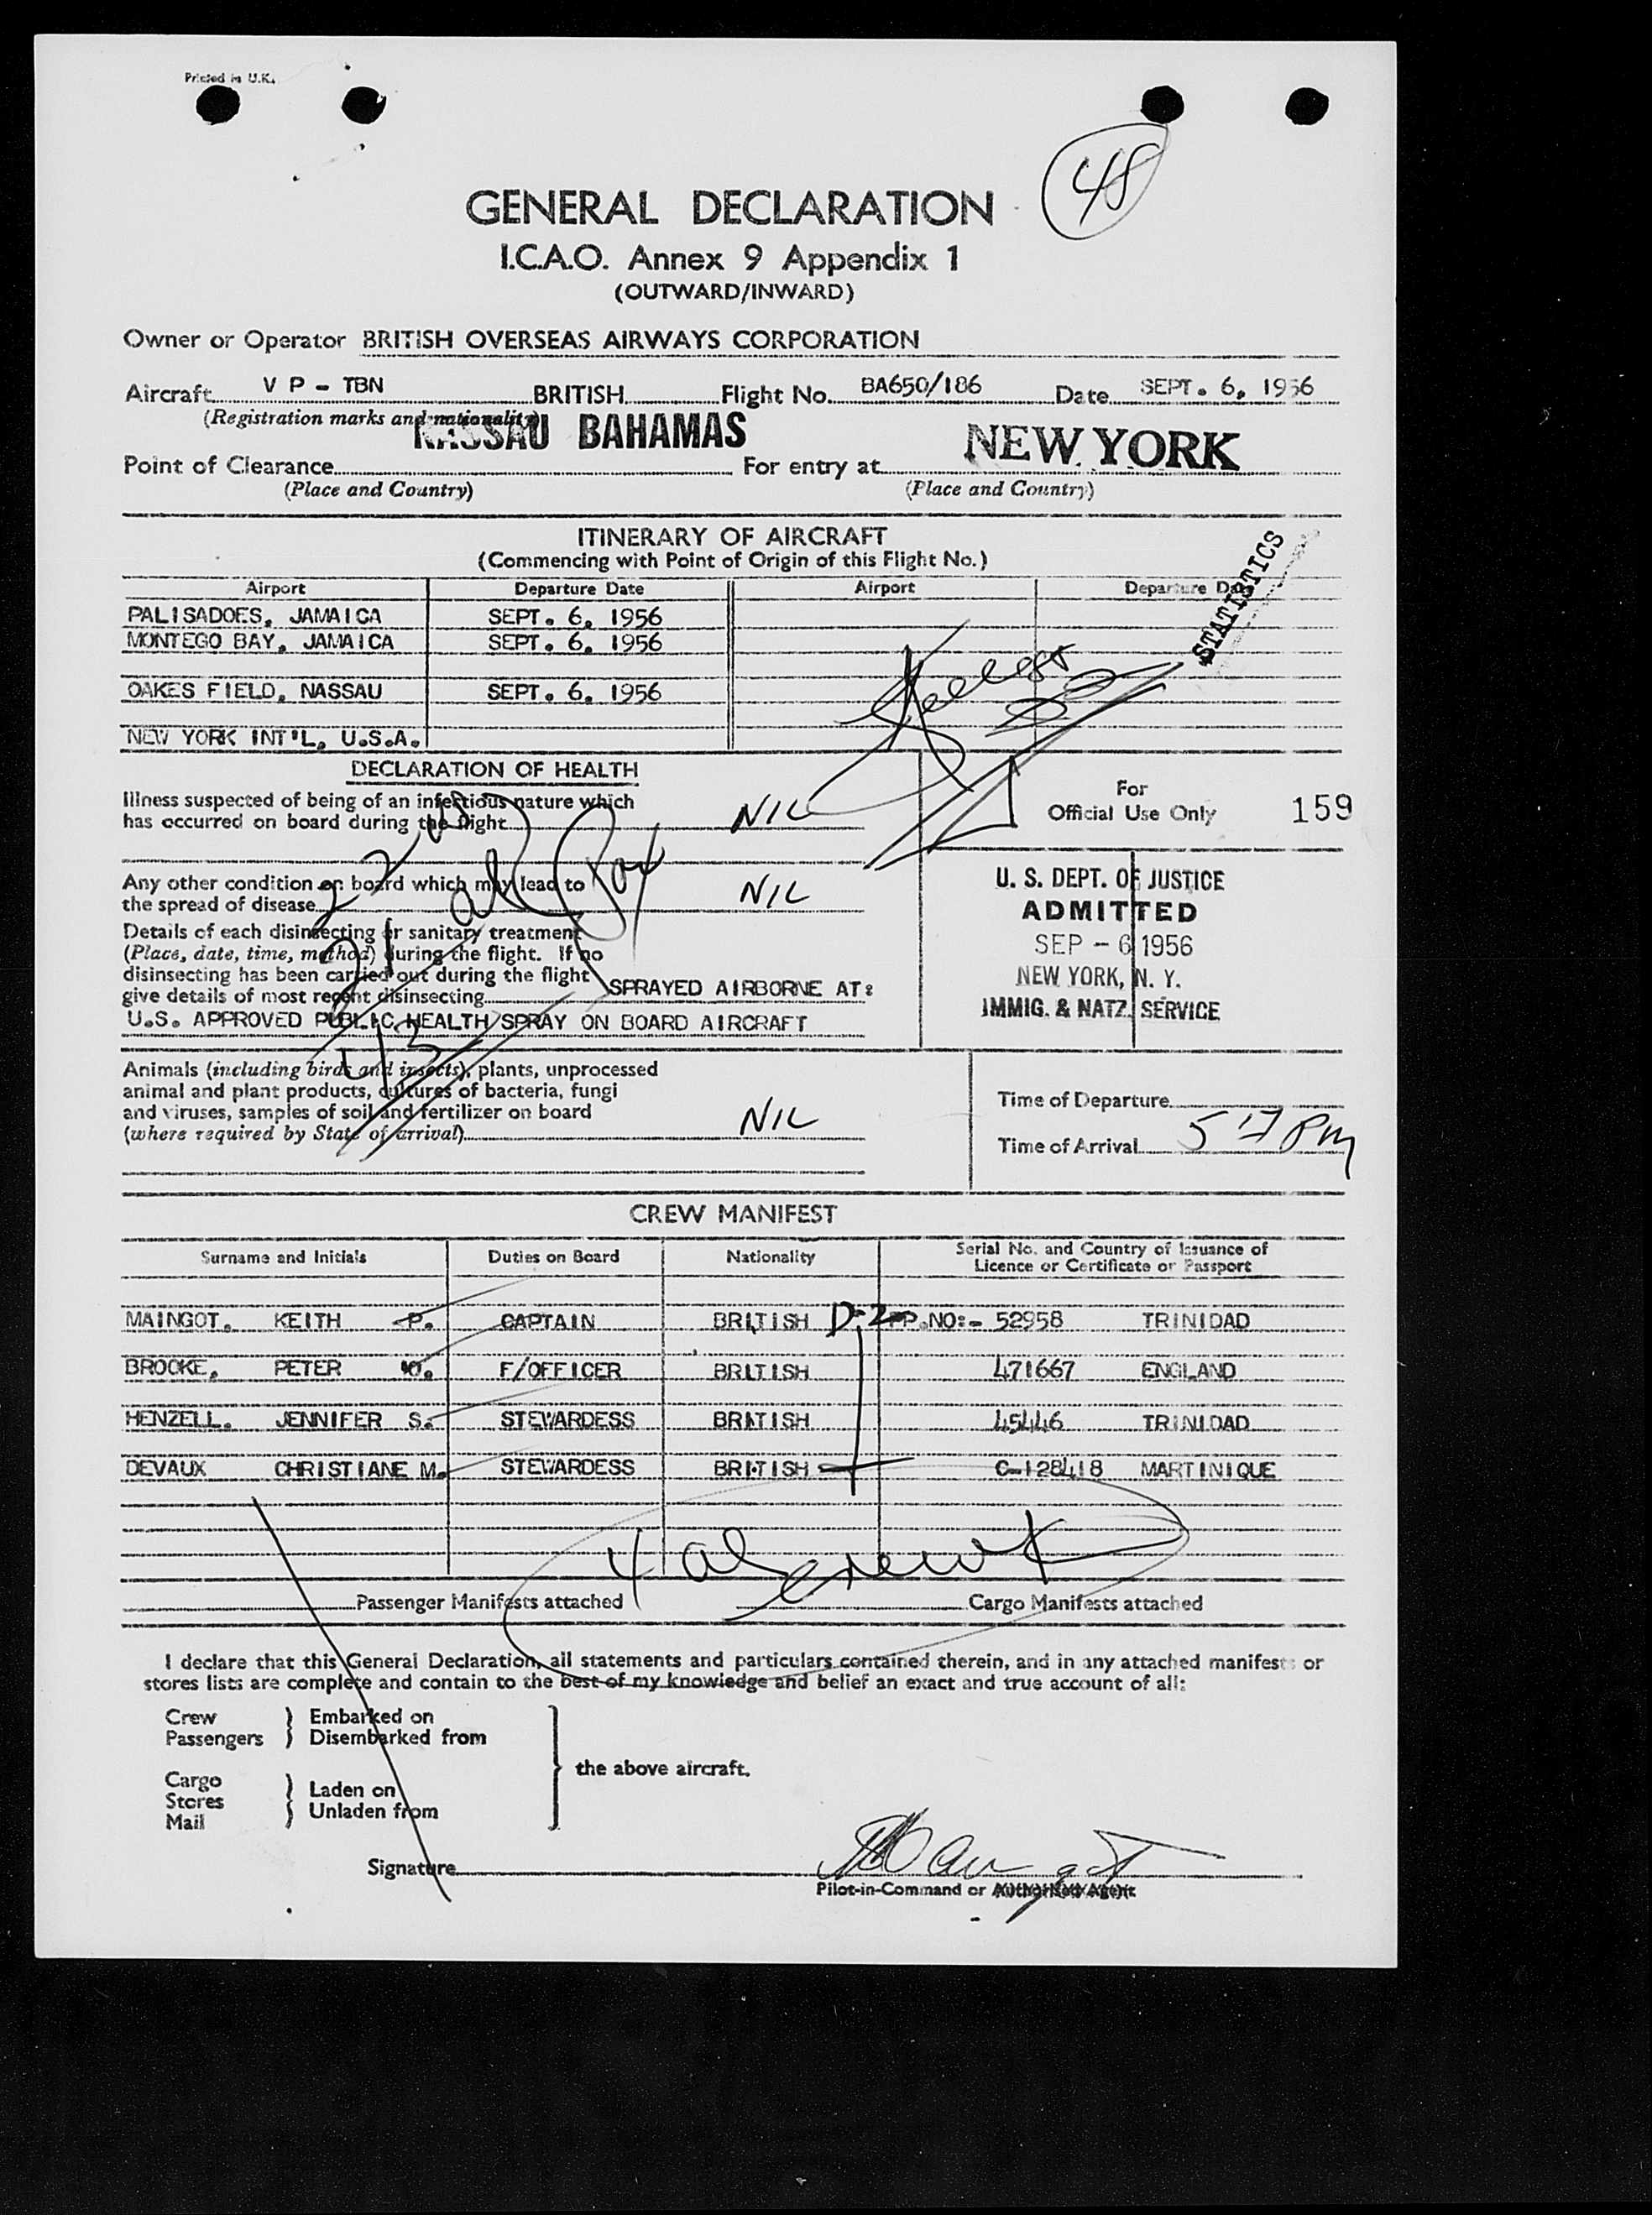 Printed in U.K.
48
GENERAL DECLARATION
I.C.A.O. Annex 9 Appendix 1
(OUTWARD/INWARD)
Owner or Operator BRITISH OVERSEAS AIRWAYS CORPORATION
Aircraft V P - TBN BRITISH Flight No. BA650/186 Date SEPT. 6, 1956
(Registration marks and nationality)
NASSAU BAHAMAS NEW YORK
Point of Clearance For entry at
(Place and Country) (Place and Country)
ITINERARY OF AIRCRAFT
(Commencing with Point of Origin of this Flight No.)
Airport Departure Date Airport Departure Date
STATISTICS
PALISADOES, JAMAICA SEPT. 6, 1956
MONTEGO BAY, JAMAICA SEPT. 6, 1956
OAKES FIELD, NASSAU SEPT. 6, 1956
NEW YORK INT'L, U.S.A.
DECLARATION OF HEALTH
Illness suspected of being of an infectious nature which
has occurred on board during the flight NIL
For
Official Use Only 159
Any other condition on board which may lead to
the spread of disease NIL
Details of each disinsecting or sanitary treatment
(Place, date, time, method) during the flight. If no
disinsecting has been carried out during the flight
give details of most recent disinsecting SPRAYED AIRBORNE AT:
U.S. APPROVED PUBLIC HEALTH SPRAY ON BOARD AIRCRAFT
U. S. DEPT. OF JUSTICE
ADMITTED
SEP - 6 1956
NEW YORK, N. Y.
IMMIG. & NATZ. SERVICE
Animals (including birds and insects), plants, unprocessed
animal and plant products, cultures of bacteria, fungi
and viruses, samples of soil and fertilizer on board
(where required by State of arrival) NIL
Time of Departure
Time of Arrival 5 17 PM
CREW MANIFEST
Surname and Initials Duties on Board Nationality Serial No. and Country of Issuance of
Licence or Certificate or Passport
MAINGOT, KEITH P. CAPTAIN BRITISH D-2 PP.NO:- 52958 TRINIDAD
BROOKE, PETER W. F/OFFICER BRITISH 471667 ENGLAND
HENZELL, JENNIFER S. STEWARDESS BRITISH 45446 TRINIDAD
DEVAUX CHRISTIANE M. STEWARDESS BRITISH C-128418 MARTINIQUE
4 al crew
Passenger Manifests attached Cargo Manifests attached
I declare that this General Declaration, all statements and particulars contained therein, and in any attached manifests or
stores lists are complete and contain to the best of my knowledge and belief an exact and true account of all:
Crew Embarked on
Passengers Disembarked from
the above aircraft.
Cargo Laden on
Stores Unladen from
Mail
Signature
Pilot-in-Command or Authorised Agent